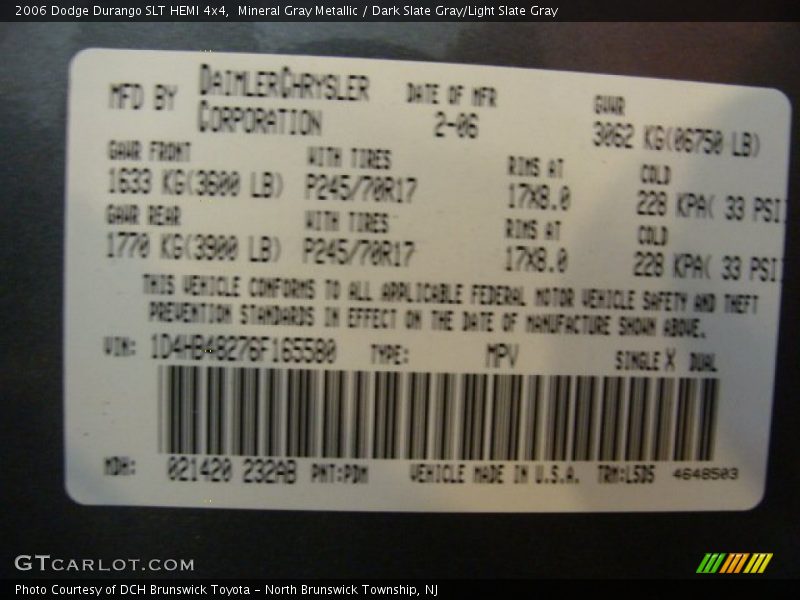 2006 Dodge Durango SLT HEMI 4x4,  Mineral Gray Metallic / Dark Slate Gray/Light Slate Gray
MFD BY DAIMLERCHRYSLER CORPORATION DATE OF MFR 2-06 GVWR 3062 KG(06750 LB)
GAWR FRONT WITH TIRES RIMS AT COLD
1633 KG(3600 LB) P245/70R17 17X8.0 228 KPA( 33 PSI)
GAWR REAR WITH TIRES RIMS AT COLD
1770 KG(3900 LB) P245/70R17 17X8.0 228 KPA( 33 PSI
THIS VEHICLE CONFORMS TO ALL APPLICABLE FEDERAL MOTOR VEHICLE SAFETY AND THEFT
PREVENTION STANDARDS IN EFFECT ON THE DATE OF MANUFACTURE SHOWN ABOVE.
VIN: 1D4HB48276F165580 TYPE: MPV SINGLE X DUAL
MDH: 021420 232AB PNT:PDM VEHICLE MADE IN U.S.A. TRM:L5D5 4648503
GTCARLOT.COM
Photo Courtesy of DCH Brunswick Toyota – North Brunswick Township, NJ